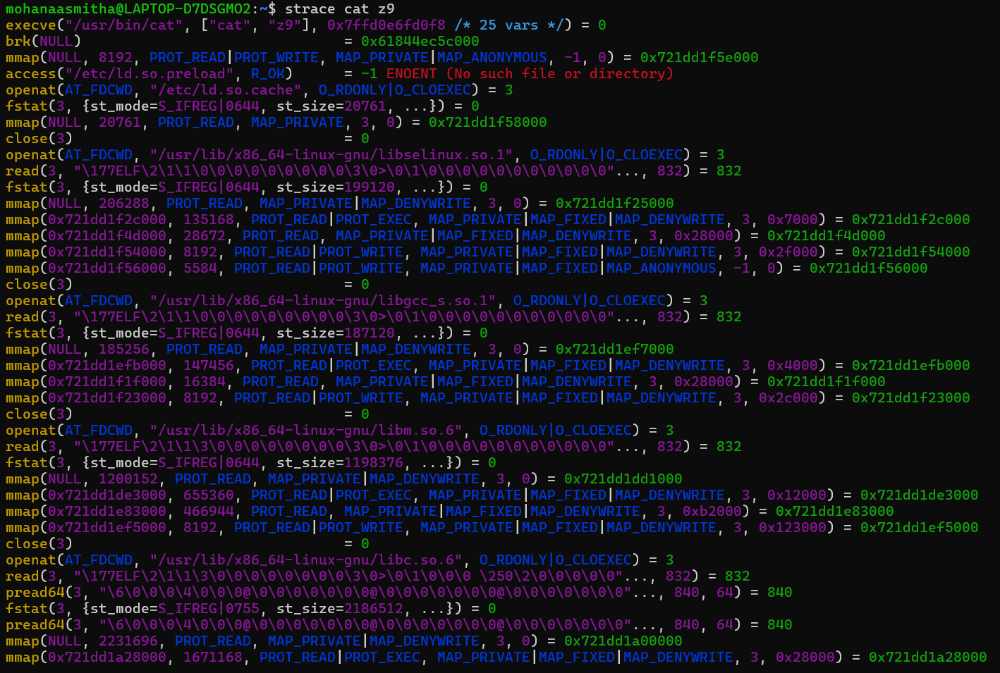 mohanaasmitha@LAPTOP-D7DSGMO2:~$ strace cat z9
execve("/usr/bin/cat", ["cat", "z9"], 0x7ffd0e6fd0f8 /* 25 vars */) = 0
brk(NULL)                               = 0x61844ec5c000
mmap(NULL, 8192, PROT_READ|PROT_WRITE, MAP_PRIVATE|MAP_ANONYMOUS, -1, 0) = 0x721dd1f5e000
access("/etc/ld.so.preload", R_OK)      = -1 ENOENT (No such file or directory)
openat(AT_FDCWD, "/etc/ld.so.cache", O_RDONLY|O_CLOEXEC) = 3
fstat(3, {st_mode=S_IFREG|0644, st_size=20761, ...}) = 0
mmap(NULL, 20761, PROT_READ, MAP_PRIVATE, 3, 0) = 0x721dd1f58000
close(3)                                = 0
openat(AT_FDCWD, "/usr/lib/x86_64-linux-gnu/libselinux.so.1", O_RDONLY|O_CLOEXEC) = 3
read(3, "\177ELF\2\1\1\0\0\0\0\0\0\0\0\0\3\0>\0\1\0\0\0\0\0\0\0\0\0\0\0"..., 832) = 832
fstat(3, {st_mode=S_IFREG|0644, st_size=199120, ...}) = 0
mmap(NULL, 206288, PROT_READ, MAP_PRIVATE|MAP_DENYWRITE, 3, 0) = 0x721dd1f25000
mmap(0x721dd1f2c000, 135168, PROT_READ|PROT_EXEC, MAP_PRIVATE|MAP_FIXED|MAP_DENYWRITE, 3, 0x7000) = 0x721dd1f2c000
mmap(0x721dd1f4d000, 28672, PROT_READ, MAP_PRIVATE|MAP_FIXED|MAP_DENYWRITE, 3, 0x28000) = 0x721dd1f4d000
mmap(0x721dd1f54000, 8192, PROT_READ|PROT_WRITE, MAP_PRIVATE|MAP_FIXED|MAP_DENYWRITE, 3, 0x2f000) = 0x721dd1f54000
mmap(0x721dd1f56000, 5584, PROT_READ|PROT_WRITE, MAP_PRIVATE|MAP_FIXED|MAP_ANONYMOUS, -1, 0) = 0x721dd1f56000
close(3)                                = 0
openat(AT_FDCWD, "/usr/lib/x86_64-linux-gnu/libgcc_s.so.1", O_RDONLY|O_CLOEXEC) = 3
read(3, "\177ELF\2\1\1\0\0\0\0\0\0\0\0\0\3\0>\0\1\0\0\0\0\0\0\0\0\0\0\0"..., 832) = 832
fstat(3, {st_mode=S_IFREG|0644, st_size=187120, ...}) = 0
mmap(NULL, 185256, PROT_READ, MAP_PRIVATE|MAP_DENYWRITE, 3, 0) = 0x721dd1ef7000
mmap(0x721dd1efb000, 147456, PROT_READ|PROT_EXEC, MAP_PRIVATE|MAP_FIXED|MAP_DENYWRITE, 3, 0x4000) = 0x721dd1efb000
mmap(0x721dd1f1f000, 16384, PROT_READ, MAP_PRIVATE|MAP_FIXED|MAP_DENYWRITE, 3, 0x28000) = 0x721dd1f1f000
mmap(0x721dd1f23000, 8192, PROT_READ|PROT_WRITE, MAP_PRIVATE|MAP_FIXED|MAP_DENYWRITE, 3, 0x2c000) = 0x721dd1f23000
close(3)                                = 0
openat(AT_FDCWD, "/usr/lib/x86_64-linux-gnu/libm.so.6", O_RDONLY|O_CLOEXEC) = 3
read(3, "\177ELF\2\1\1\3\0\0\0\0\0\0\0\0\3\0>\0\1\0\0\0\0\0\0\0\0\0\0\0"..., 832) = 832
fstat(3, {st_mode=S_IFREG|0644, st_size=1198376, ...}) = 0
mmap(NULL, 1200152, PROT_READ, MAP_PRIVATE|MAP_DENYWRITE, 3, 0) = 0x721dd1dd1000
mmap(0x721dd1de3000, 655360, PROT_READ|PROT_EXEC, MAP_PRIVATE|MAP_FIXED|MAP_DENYWRITE, 3, 0x12000) = 0x721dd1de3000
mmap(0x721dd1e83000, 466944, PROT_READ, MAP_PRIVATE|MAP_FIXED|MAP_DENYWRITE, 3, 0xb2000) = 0x721dd1e83000
mmap(0x721dd1ef5000, 8192, PROT_READ|PROT_WRITE, MAP_PRIVATE|MAP_FIXED|MAP_DENYWRITE, 3, 0x123000) = 0x721dd1ef5000
close(3)                                = 0
openat(AT_FDCWD, "/usr/lib/x86_64-linux-gnu/libc.so.6", O_RDONLY|O_CLOEXEC) = 3
read(3, "\177ELF\2\1\1\3\0\0\0\0\0\0\0\0\3\0>\0\1\0\0\0 \250\2\0\0\0\0\0"..., 832) = 832
pread64(3, "\6\0\0\0\4\0\0\0@\0\0\0\0\0\0\0@\0\0\0\0\0\0\0@\0\0\0\0\0\0\0"..., 840, 64) = 840
fstat(3, {st_mode=S_IFREG|0755, st_size=2186512, ...}) = 0
pread64(3, "\6\0\0\0\4\0\0\0@\0\0\0\0\0\0\0@\0\0\0\0\0\0\0@\0\0\0\0\0\0\0"..., 840, 64) = 840
mmap(NULL, 2231696, PROT_READ, MAP_PRIVATE|MAP_DENYWRITE, 3, 0) = 0x721dd1a00000
mmap(0x721dd1a28000, 1671168, PROT_READ|PROT_EXEC, MAP_PRIVATE|MAP_FIXED|MAP_DENYWRITE, 3, 0x28000) = 0x721dd1a28000